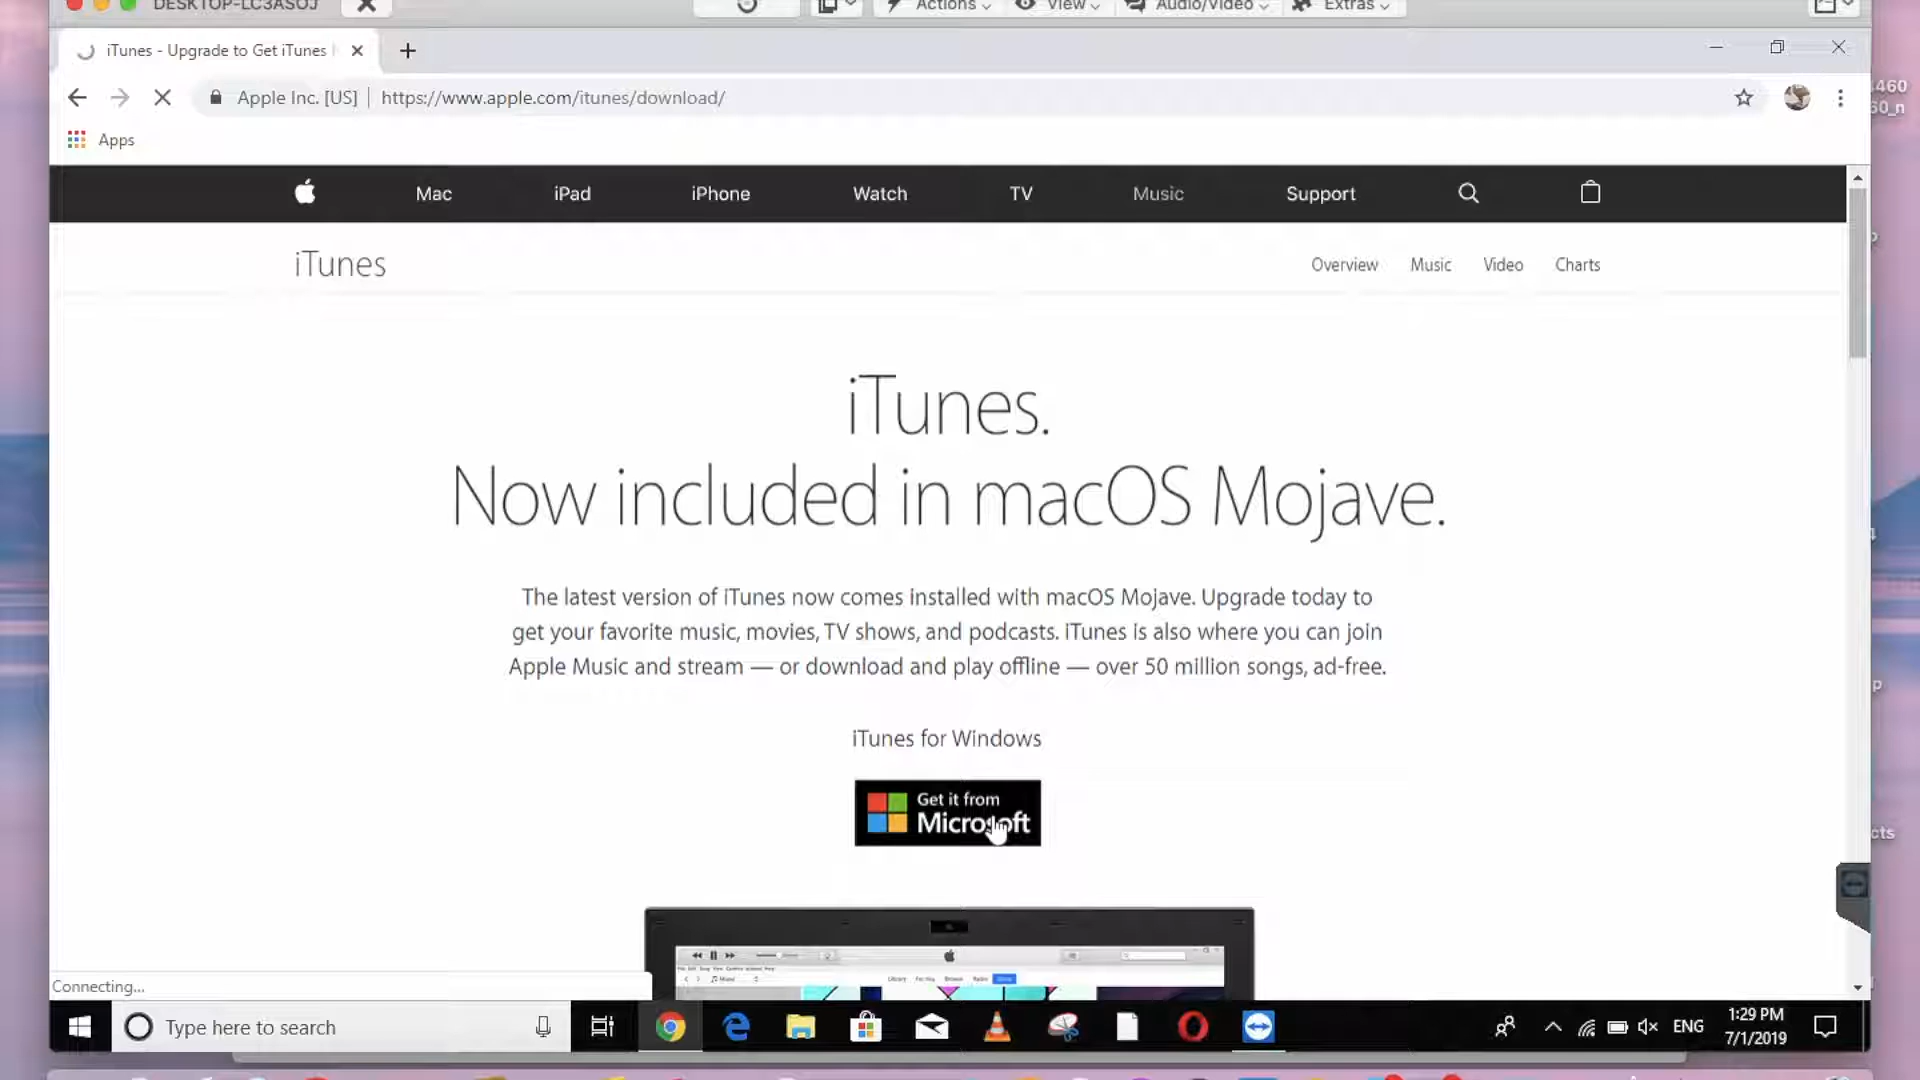 DESKTOP-LC3ASOJ
Actions
View
Audio/Video
Extras
iTunes - Upgrade to Get iTunes
Apple Inc. [US]
https://www.apple.com/itunes/download/
Apps
Mac
iPad
iPhone
Watch
TV
Music
Support
iTunes
Overview
Music
Video
Charts
iTunes.
Now included in macOS Mojave.
The latest version of iTunes now comes installed with macOS Mojave. Upgrade today to
get your favorite music, movies, TV shows, and podcasts. iTunes is also where you can join
Apple Music and stream — or download and play offline — over 50 million songs, ad-free.
iTunes for Windows
Get it from
Microsoft
Connecting...
Type here to search
ENG
1:29 PM
7/1/2019